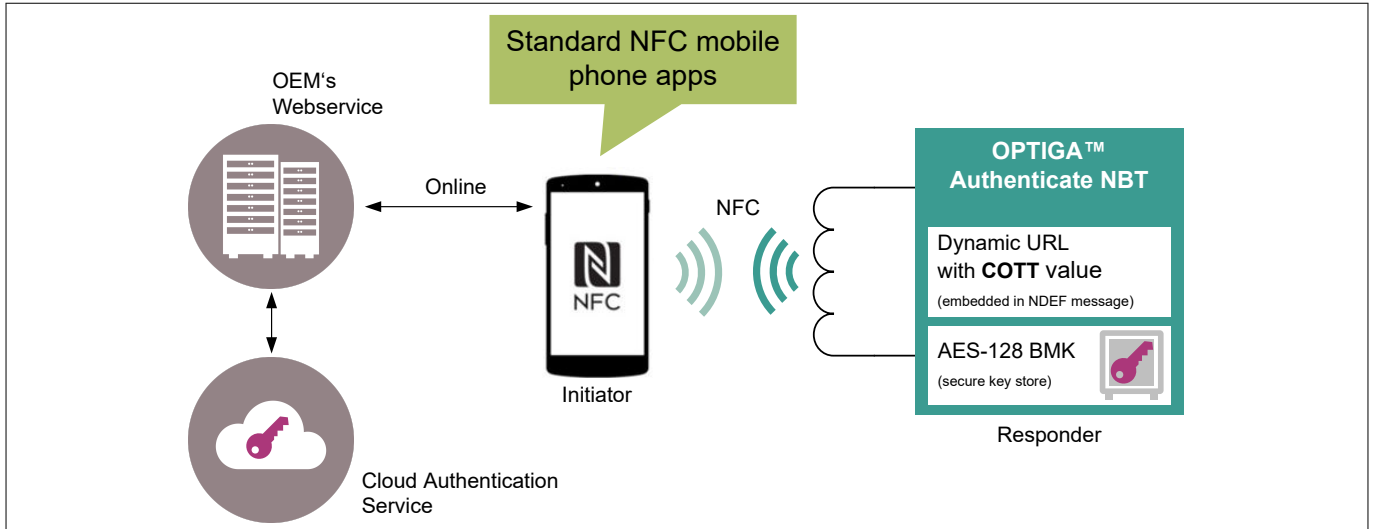 Standard NFC mobile
phone apps
OEM‘s
Webservice
Online
NFC
NFC
Initiator
OPTIGA™
Authenticate NBT
Dynamic URL
with COTT value
(embedded in NDEF message)
AES-128 BMK
(secure key store)
Responder
Cloud Authentication
Service